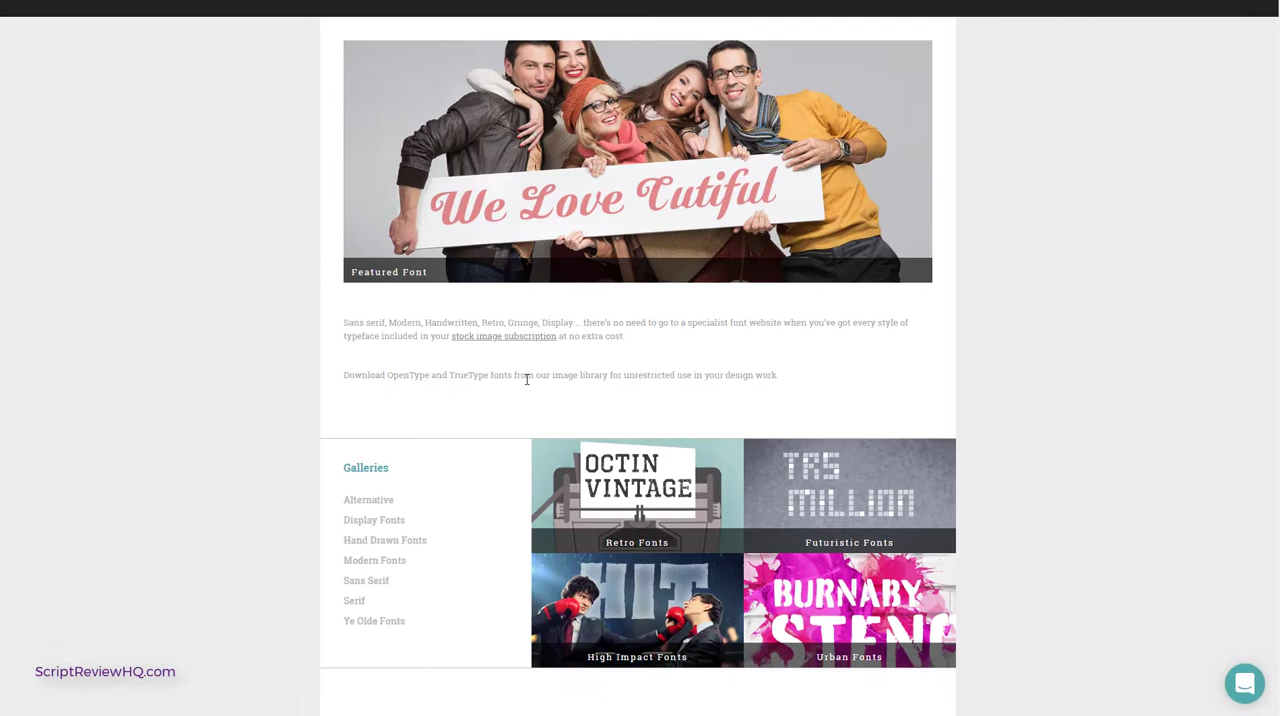 We Love Cutiful
Featured Font
Sans serif, Modern, Handwritten, Retro, Grunge, Display ... there's no need to go to a specialist font website when you've got every style of
typeface included in your stock image subscription at no extra cost.
Download OpenType and TrueType fonts from our image library for unrestricted use in your design work.
Galleries
Alternative
Display Fonts
Hand Drawn Fonts
Modern Fonts
Sans Serif
Serif
Ye Olde Fonts
OCTIN
VINTAGE
Retro Fonts
TRS
MILLION
Futuristic Fonts
HIT
High Impact Fonts
BURNABY
STENC
Urban Fonts
ScriptReviewHQ.com